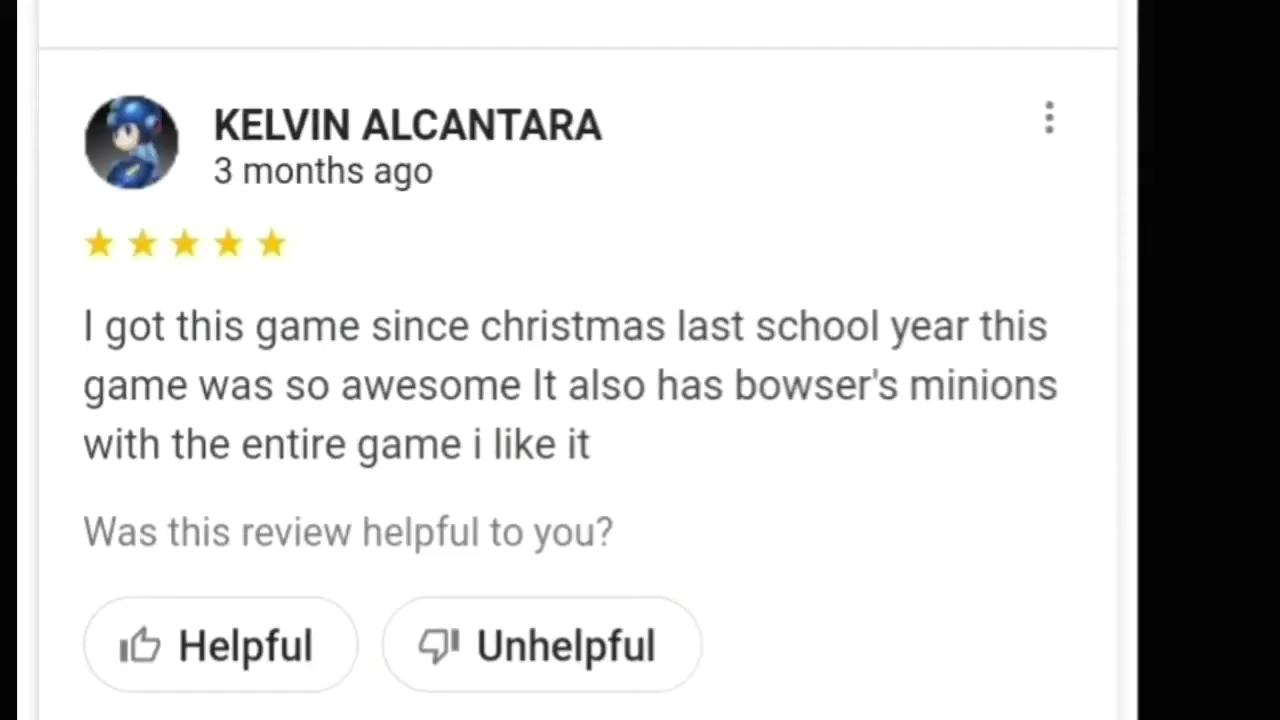 KELVIN ALCANTARA
3 months ago
I got this game since christmas last school year this
game was so awesome It also has bowser's minions
with the entire game i like it
Was this review helpful to you?
Helpful
Unhelpful